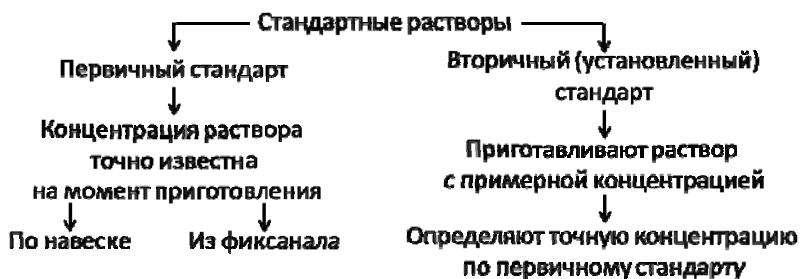 Стандартные растворы
Первичный стандарт
Концентрация раствора
точно известна
на момент приготовления
По навеске
Из фиксанала
Вторичный (установленный)
стандарт
Приготавливают раствор
с примерной концентрацией
Определяют точную концентрацию
по первичному стандарту